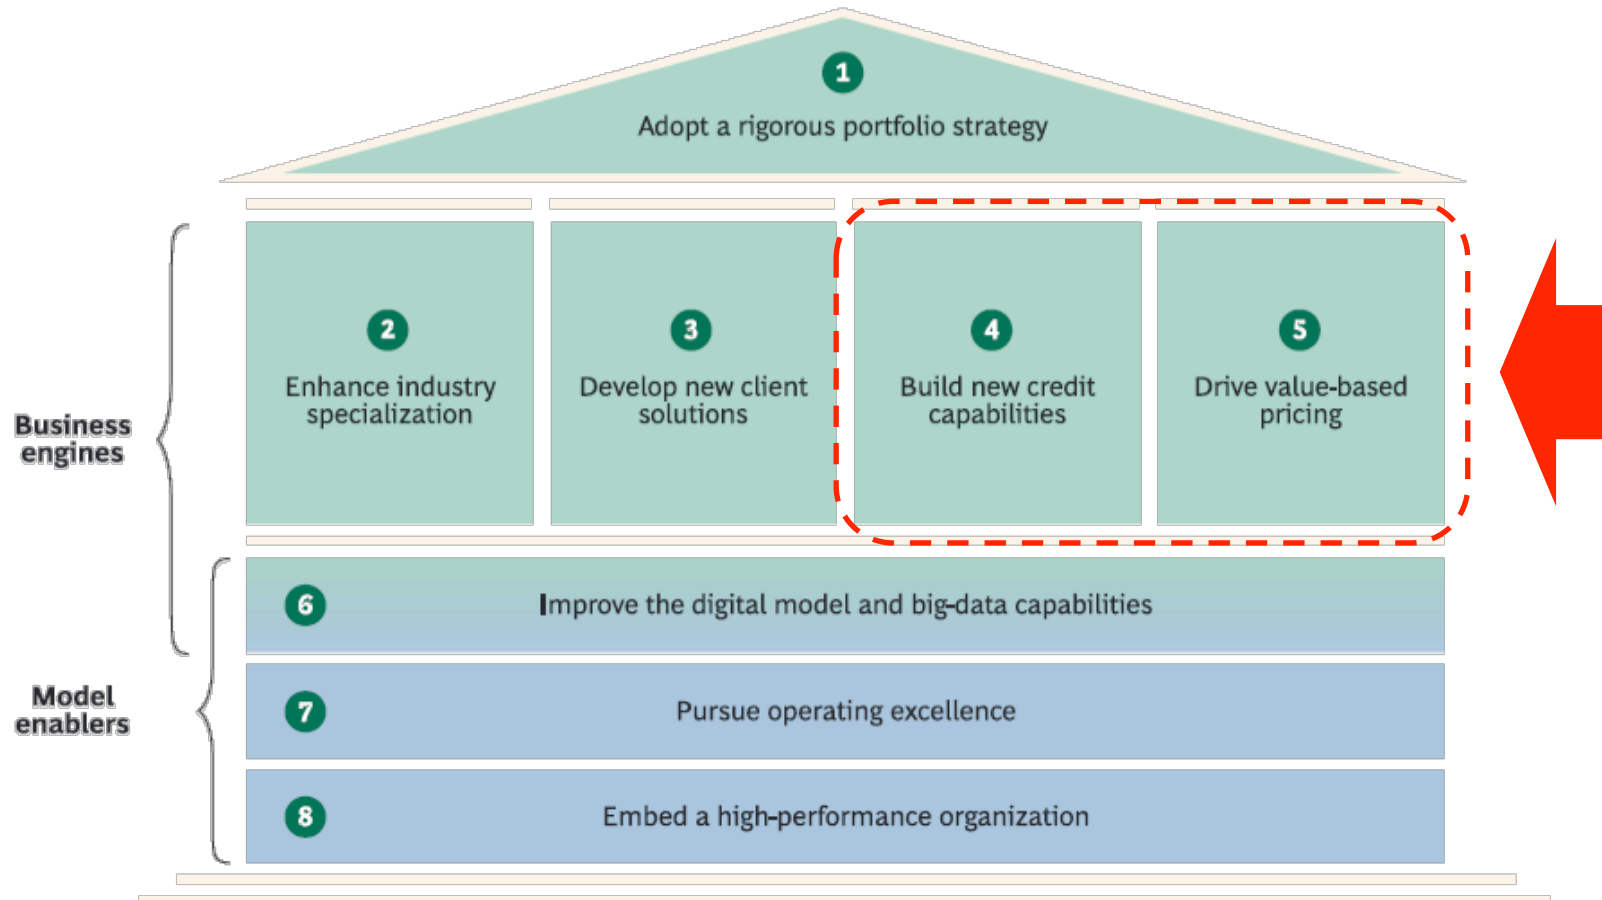 1
Adopt a rigorous portfolio strategy
Business
engines
2
Enhance industry
specialization
3
Develop new client
solutions
4
Build new credit
capabilities
5
Drive value-based
pricing
6
Improve the digital model and big-data capabilities
Model
enablers
7
Pursue operating excellence
8
Embed a high-performance organization